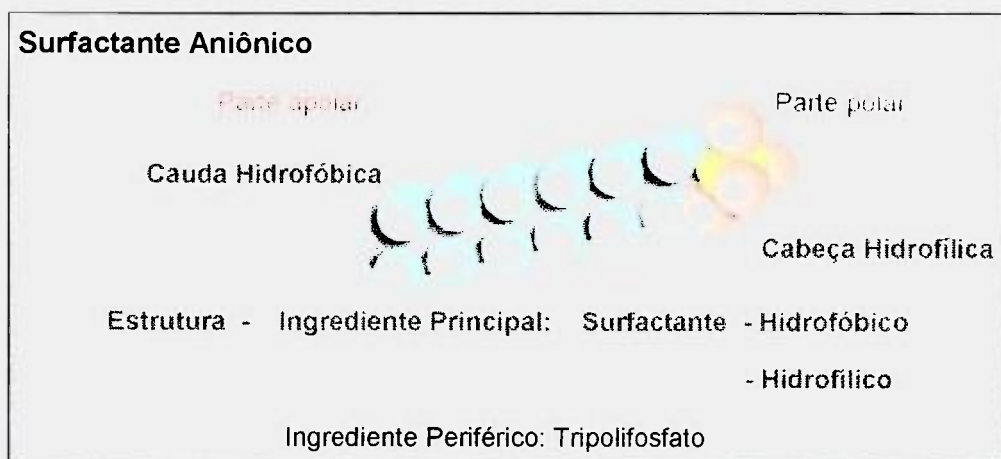 Surfactante Aniônico
Parte apolar
Parte polar
Cauda Hidrofóbica
Cabeça Hidrofílica
Estrutura - Ingrediente Principal: Surfactante - Hidrofóbico
- Hidrofílico
Ingrediente Periférico: Tripolifosfato